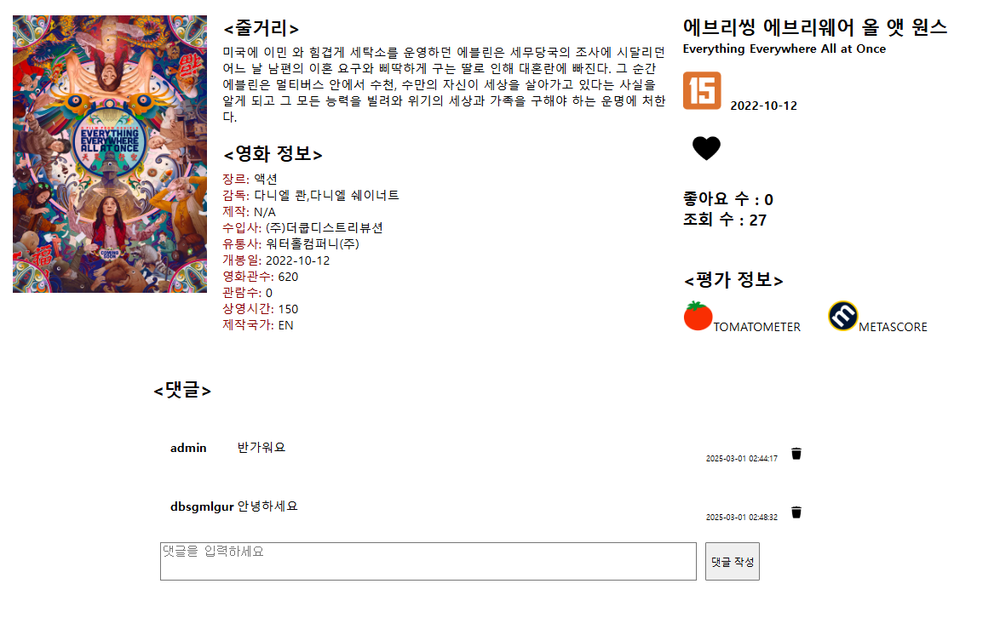 A FILM FROM DANIELS
EVERYTHING
EVERYWHERE
ALL AT ONCE
COMING
SOON
<줄거리>
미국에 이민 와 힘겹게 세탁소를 운영하던 에블린은 세무당국의 조사에 시달리던
어느 날 남편의 이혼 요구와 삐딱하게 구는 딸로 인해 대혼란에 빠진다. 그 순간
에블린은 멀티버스 안에서 수천, 수만의 자신이 세상을 살아가고 있다는 사실을
알게 되고 그 모든 능력을 빌려와 위기의 세상과 가족을 구해야 하는 운명에 처한
다.
<영화 정보>
장르: 액션
감독: 다니엘 콴,다니엘 쉐이너트
제작: N/A
수입사: (주)더쿱디스트리뷰션
유통사: 워터홀컴퍼니(주)
개봉일: 2022-10-12
영화관수: 620
관람수: 0
상영시간: 150
제작국가: EN
에브리씽 에브리웨어 올 앳 원스
Everything Everywhere All at Once
15 2022-10-12
좋아요 수 : 0
조회 수 : 27
<평가 정보>
TOMATOMETER m METASCORE
<댓글>
admin 반가워요 2025-03-01 02:44:17
dbsgmlgur 안녕하세요 2025-03-01 02:48:32
댓글을 입력하세요 댓글 작성